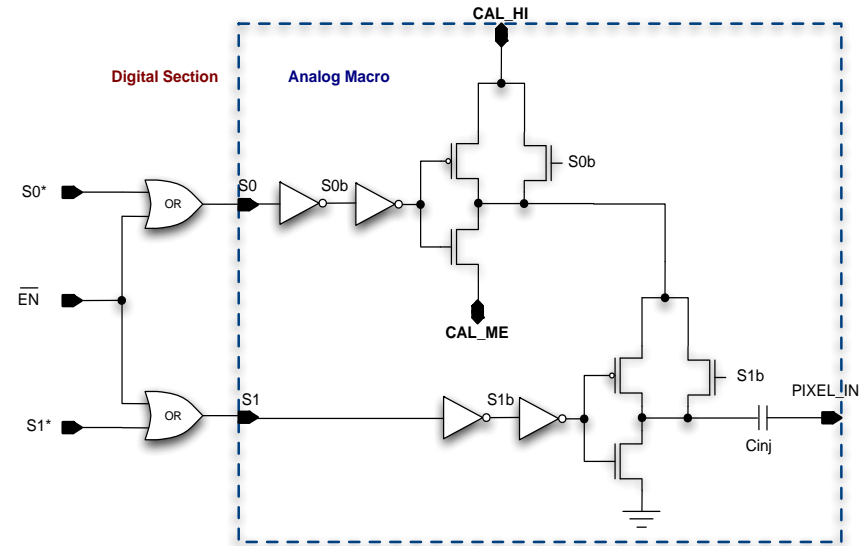 CAL_HI
Digital Section
Analog Macro
S0*
OR
S0
S0b
S0b
EN
CAL_ME
S1*
OR
S1
S1b
S1b
PIXEL_IN
Cinj